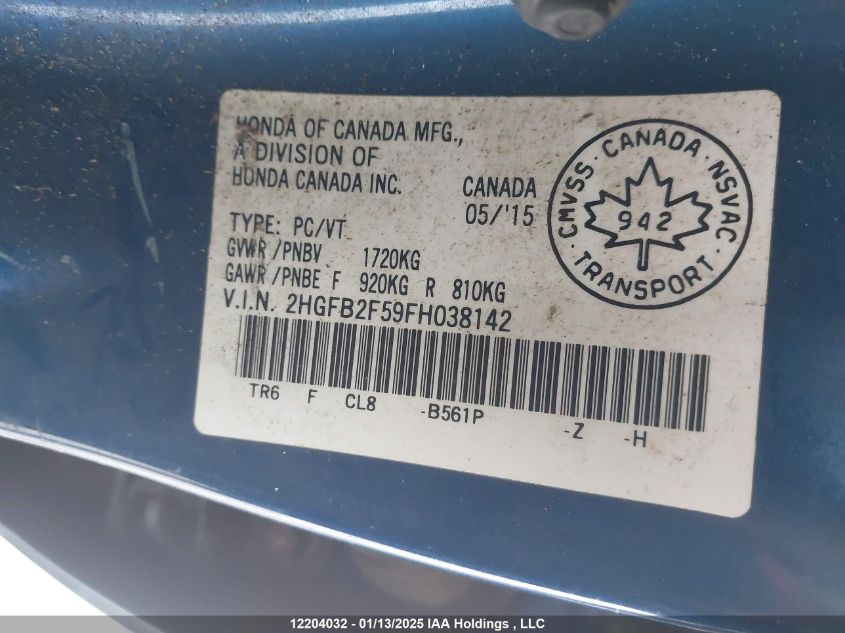 HONDA OF CANADA MFG.,
A DIVISION OF
HONDA CANADA INC.
CANADA
05/'15
TYPE: PC/VT
GVWR/PNBV 1720KG
GAWR/PNBE F 920KG R 810KG
V.I.N. 2HGFB2F59FH038142
TR6 F CL8 -B561P -Z -H
CMVSS · CANADA · NSVAC
942
TRANSPORT
12204032 - 01/13/2025 IAA Holdings , LLC